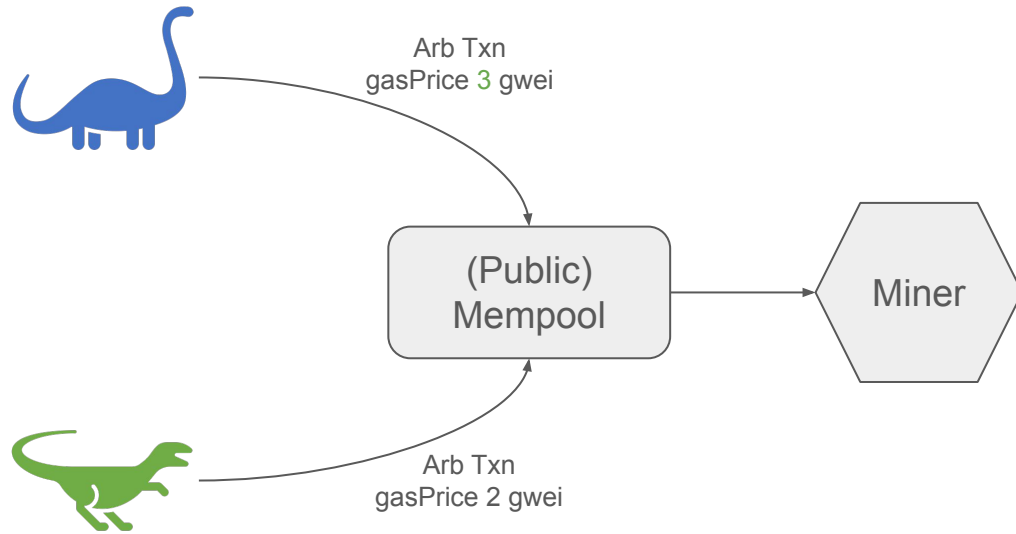 Arb Txn
gasPrice 3 gwei
(Public)
Mempool
Miner
Arb Txn
gasPrice 2 gwei